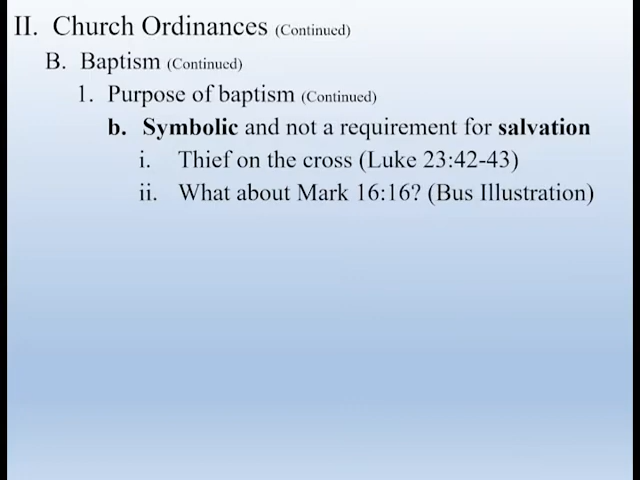 II. Church Ordinances (Continued)
B. Baptism (Continued)
1. Purpose of baptism (Continued)
b. Symbolic and not a requirement for salvation
i. Thief on the cross (Luke 23:42-43)
ii. What about Mark 16:16? (Bus Illustration)